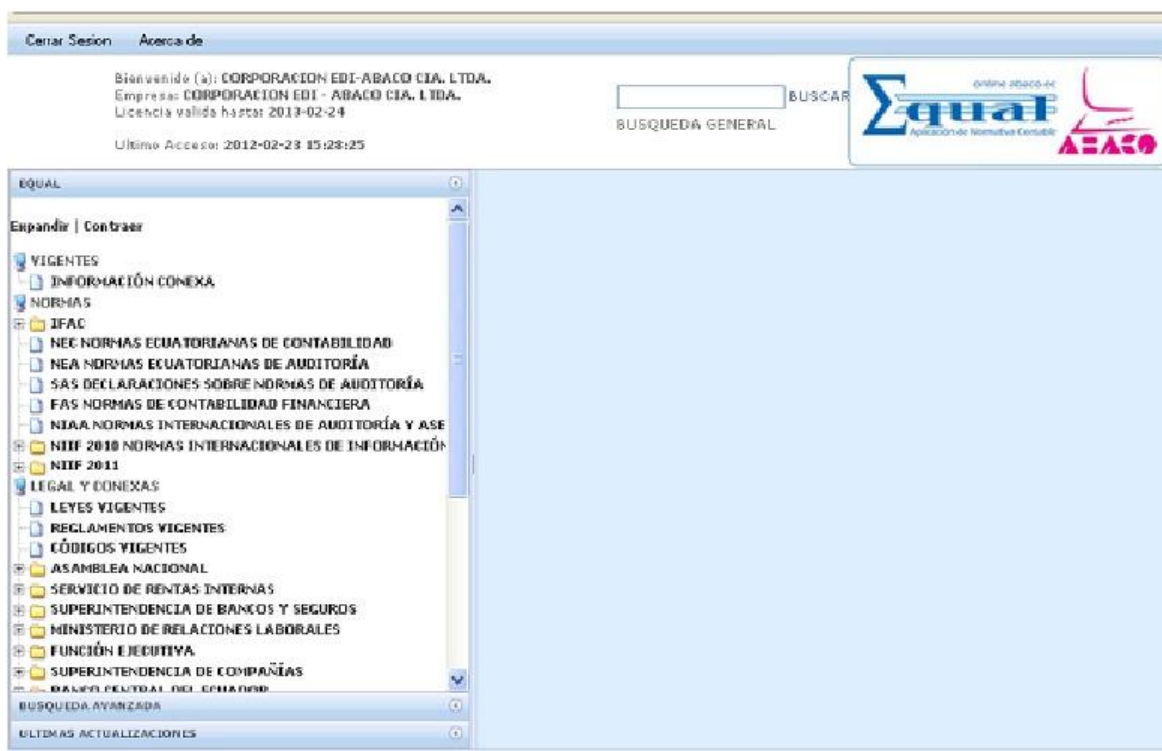 Cerrar Sesion Acerca de
Bienvenido (a): CORPORACION EDI-ABACO CIA. LTDA.
Empresa: CORPORACION EDI - ABACO CIA. LTDA.
Licencia valida hasta: 2013-02-24
Ultimo Acceso: 2012-02-23 15:28:25
BUSCAR
BUSQUEDA GENERAL
online abaco.ec
Equal
Aplicación de Normativa Contable
ABACO
EQUAL
Expandir | Contraer
VIGENTES
INFORMACIÓN CONEXA
NORMAS
IFAC
NEC NORMAS ECUATORIANAS DE CONTABILIDAD
NEA NORMAS ECUATORIANAS DE AUDITORÍA
SAS DECLARACIONES SOBRE NORMAS DE AUDITORÍA
FAS NORMAS DE CONTABILIDAD FINANCIERA
NIAA NORMAS INTERNACIONALES DE AUDITORÍA Y ASE
NIIF 2010 NORMAS INTERNACIONALES DE INFORMACIÓN
NIIF 2011
LEGAL Y CONEXAS
LEYES VIGENTES
REGLAMENTOS VIGENTES
CÓDIGOS VIGENTES
ASAMBLEA NACIONAL
SERVICIO DE RENTAS INTERNAS
SUPERINTENDENCIA DE BANCOS Y SEGUROS
MINISTERIO DE RELACIONES LABORALES
FUNCIÓN EJECUTIVA
SUPERINTENDENCIA DE COMPAÑÍAS
BANCO CENTRAL DEL ECUADOR
BUSQUEDA AVANZADA
ULTIMAS ACTUALIZACIONES